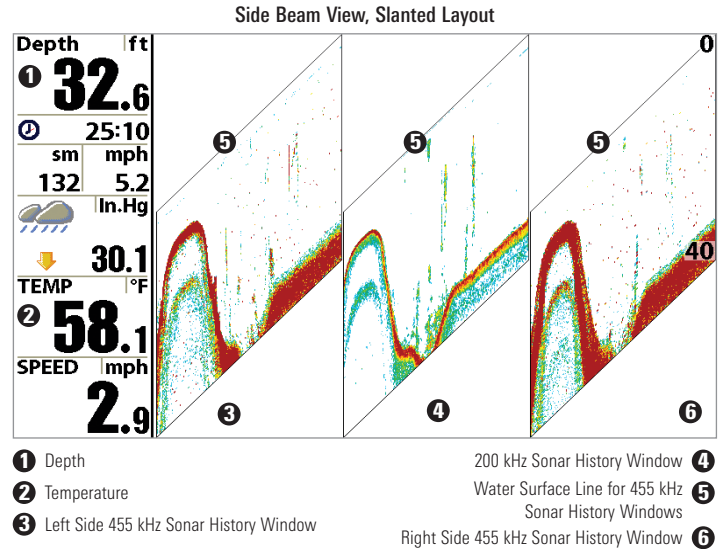 Side Beam View, Slanted Layout
Depth ft
1 32.6
25:10
sm mph
132 5.2
In.Hg
30.1
TEMP °F
2 58.1
SPEED mph
2.9
0
5 5 5
40
3 4 6
1 Depth
2 Temperature
3 Left Side 455 kHz Sonar History Window
200 kHz Sonar History Window 4
Water Surface Line for 455 kHz 5
Sonar History Windows
Right Side 455 kHz Sonar History Window 6